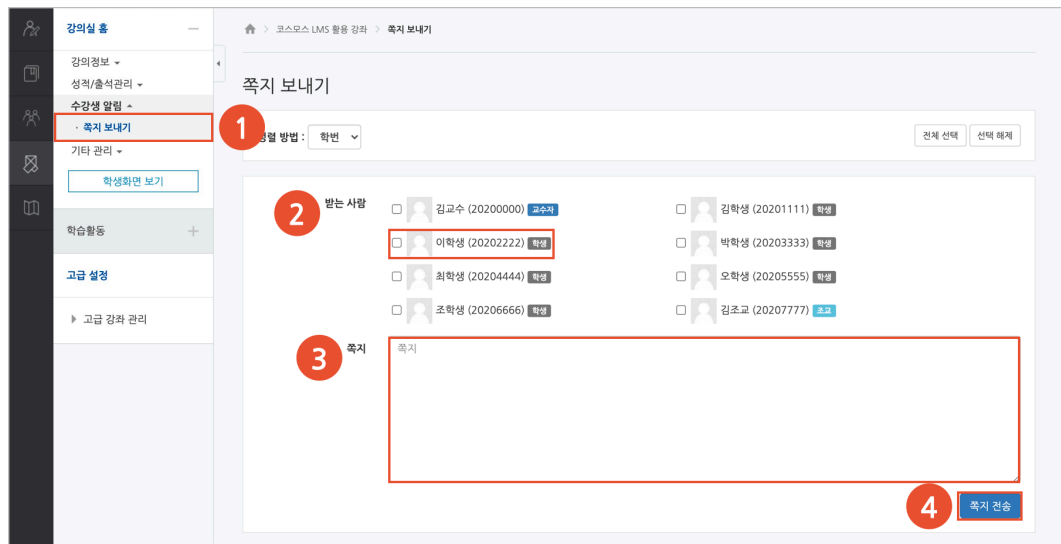 강의실 홈
강의정보
성적/출석관리
수강생 알림
· 쪽지 보내기
기타 관리
학생화면 보기
학습활동
고급 설정
고급 강좌 관리
코스모스 LMS 활용 강좌 > 쪽지 보내기
쪽지 보내기
1
렬 방법 : 학번
전체 선택 선택 해제
2
받는 사람
김교수 (20200000) 교수자
김학생 (20201111) 학생
이학생 (20202222) 학생
박학생 (20203333) 학생
최학생 (20204444) 학생
오학생 (20205555) 학생
조학생 (20206666) 학생
김조교 (20207777) 조교
3
쪽지
쪽지
4
쪽지 전송